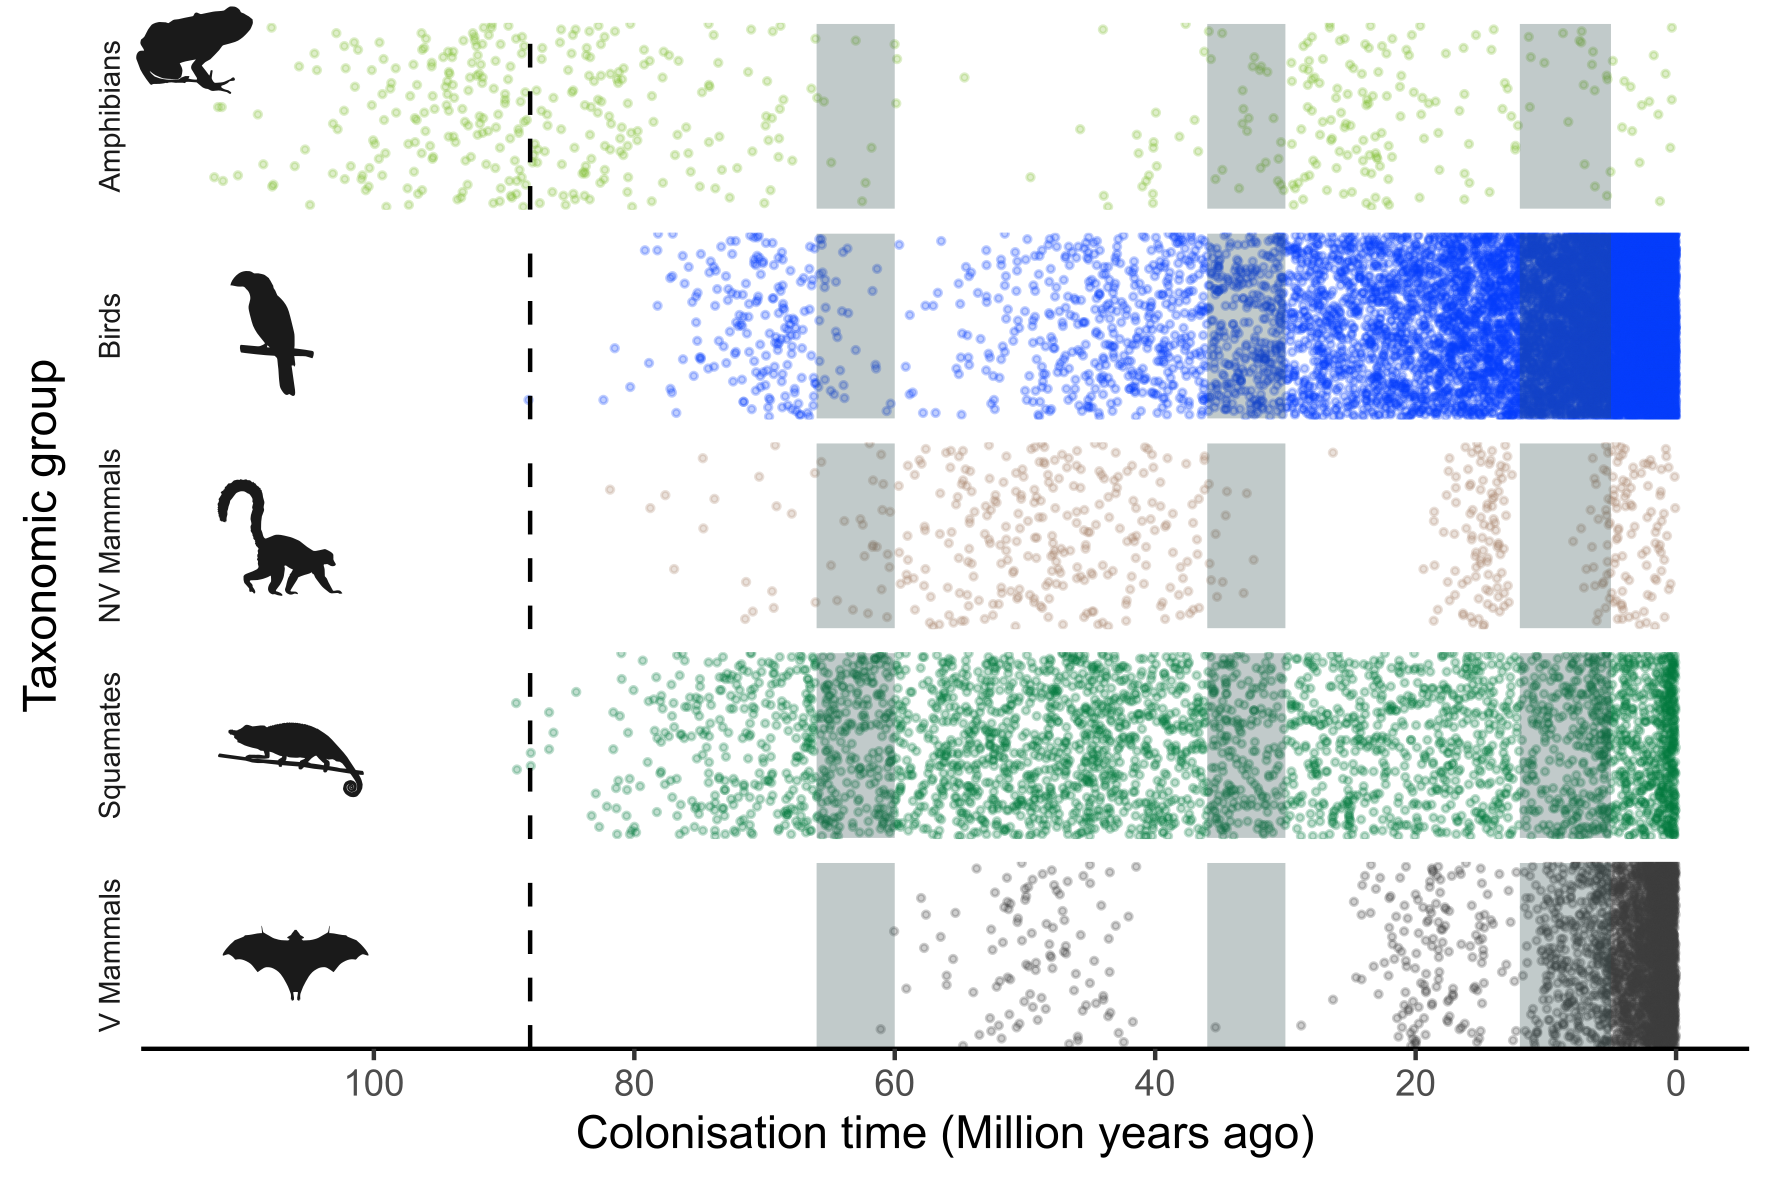 Taxonomic group
Amphibians
Birds
NV Mammals
Squamates
V Mammals
100 80 60 40 20 0
Colonisation time (Million years ago)